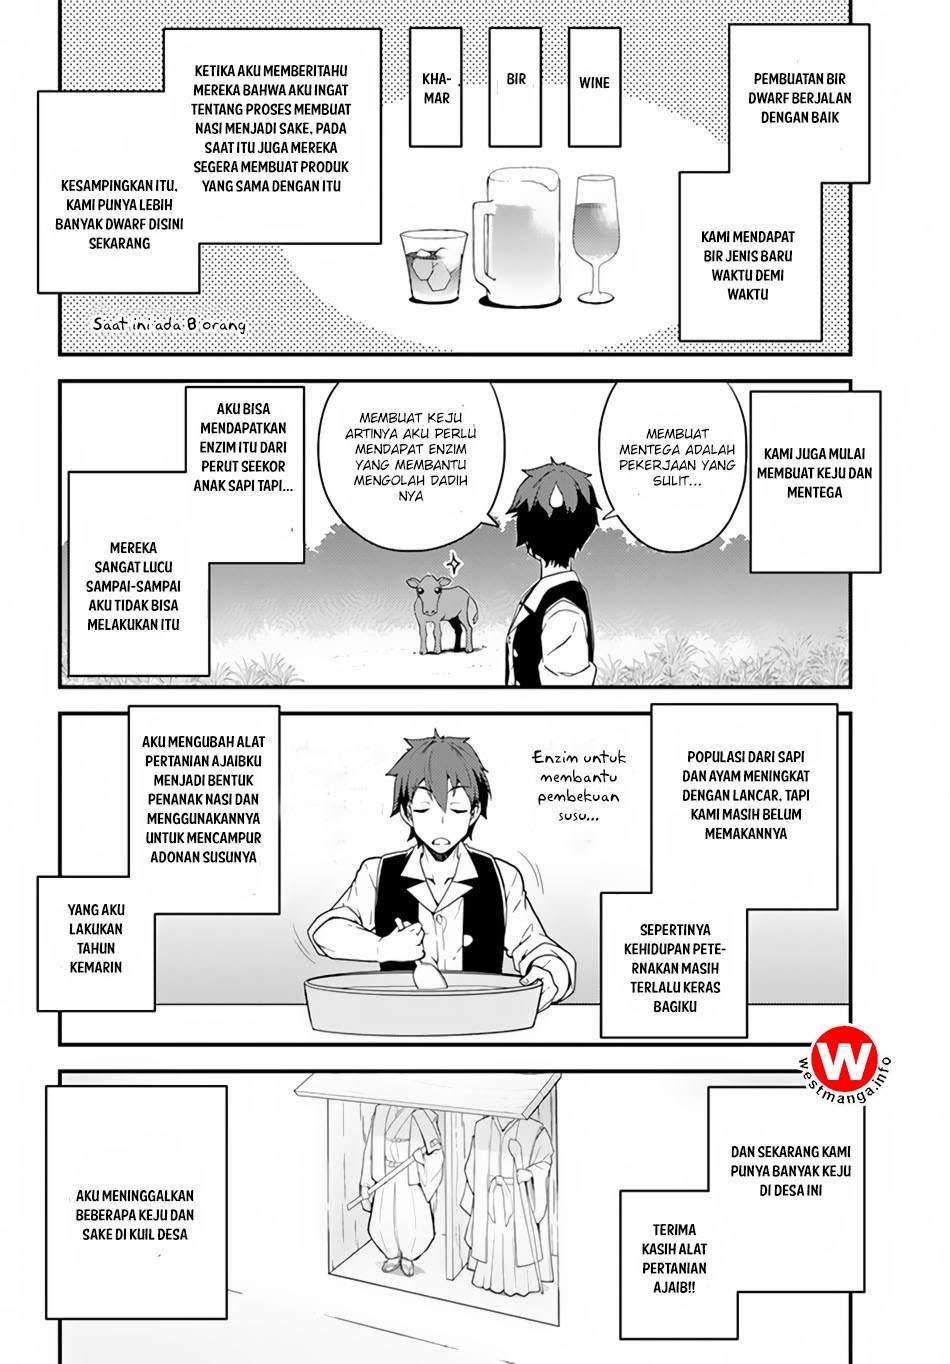 PEMBUATAN BIR
DWARF BERJALAN
DENGAN BAIK
KAMI MENDAPAT
BIR JENIS BARU
WAKTU DEMI
WAKTU
WINE
BIR
KHA-
MAR
KETIKA AKU MEMBERITAHU
MEREKA BAHWA AKU INGAT
TENTANG PROSES MEMBUAT
NASI MENJADI SAKE, PADA
SAAT ITU JUGA MEREKA
SEGERA MEMBUAT PRODUK
YANG SAMA DENGAN ITU
KESAMPINGKAN ITU,
KAMI PUNYA LEBIH
BANYAK DWARF DISINI
SEKARANG
Saat ini ada 8 orang
KAMI JUGA MULAI
MEMBUAT KEJU DAN
MENTEGA
MEMBUAT
MENTEGA ADALAH
PEKERJAAN YANG
SULIT...
MEMBUAT KEJU
ARTINYA AKU PERLU
MENDAPAT ENZIM
YANG MEMBANTU
MENGOLAH DADIH
NYA
AKU BISA
MENDAPATKAN
ENZIM ITU DARI
PERUT SEEKOR
ANAK SAPI TAPI...
MEREKA
SANGAT LUCU
SAMPAI-SAMPAI
AKU TIDAK BISA
MELAKUKAN ITU
POPULASI DARI SAPI
DAN AYAM MENINGKAT
DENGAN LANCAR, TAPI
KAMI MASIH BELUM
MEMAKANNYA
SEPERTINYA
KEHIDUPAN PETE-
RNAKAN MASIH
TERLALU KERAS
BAGIKU
Enzim untuk
membantu
pembekuan
susu...
AKU MENGUBAH ALAT
PERTANIAN AJAIBKU
MENJADI BENTUK
PENANAK NASI DAN
MENGGUNAKANNYA
UNTUK MENCAMPUR
ADONAN SUSUNYA
YANG AKU
LAKUKAN
TAHUN
KEMARIN
W
westmanga.info
DAN SEKARANG KAMI
PUNYA BANYAK KEJU
DI DESA INI
TERIMA
KASIH ALAT
PERTANIAN
AJAIB!!
AKU MENINGGALKAN
BEBERAPA KEJU DAN
SAKE DI KUIL DESA